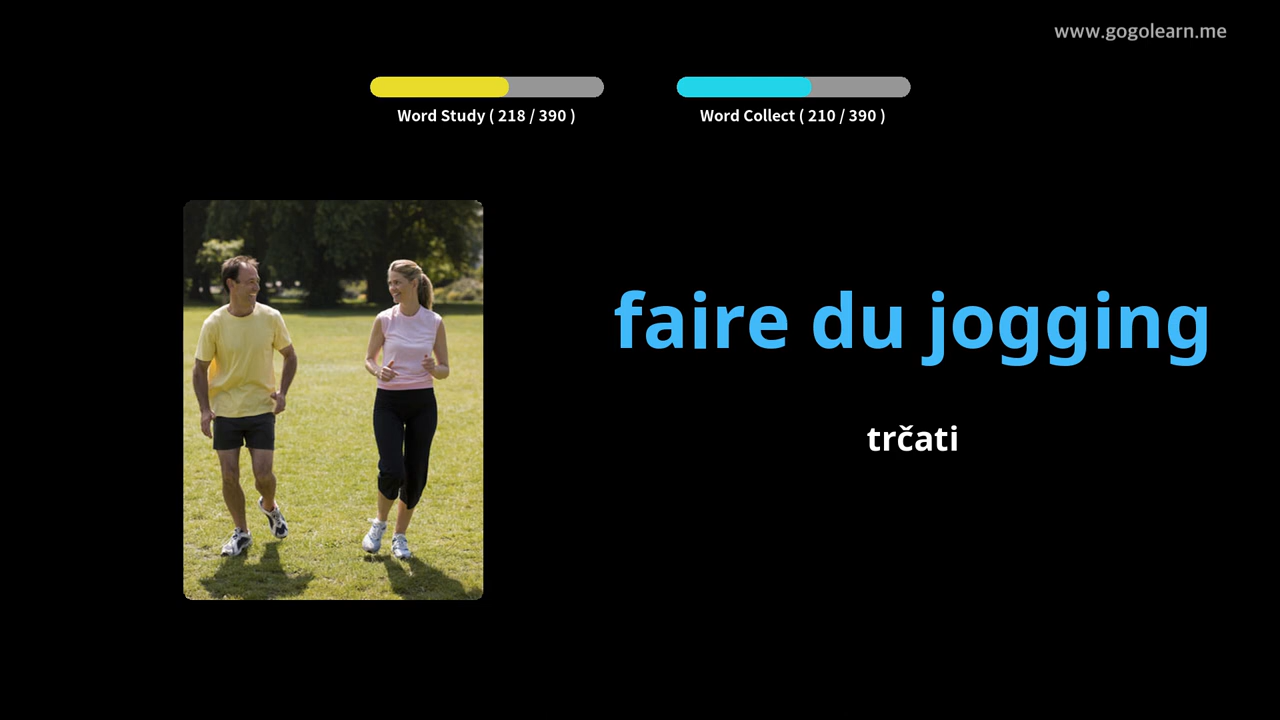 www.gogolearn.me
Word Study ( 218 / 390 )
Word Collect ( 210 / 390 )
faire du jogging
trčati